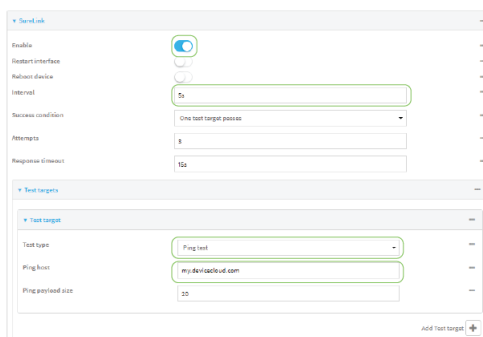 SureLink
Enable
Restart interface
Reboot device
Interval
5s
Success condition
One test target passes
Attempts
3
Response timeout
15s
Test targets
Test target
Test type
Ping test
Ping host
my.devicecloud.com
Ping payload size
20
Add Test target